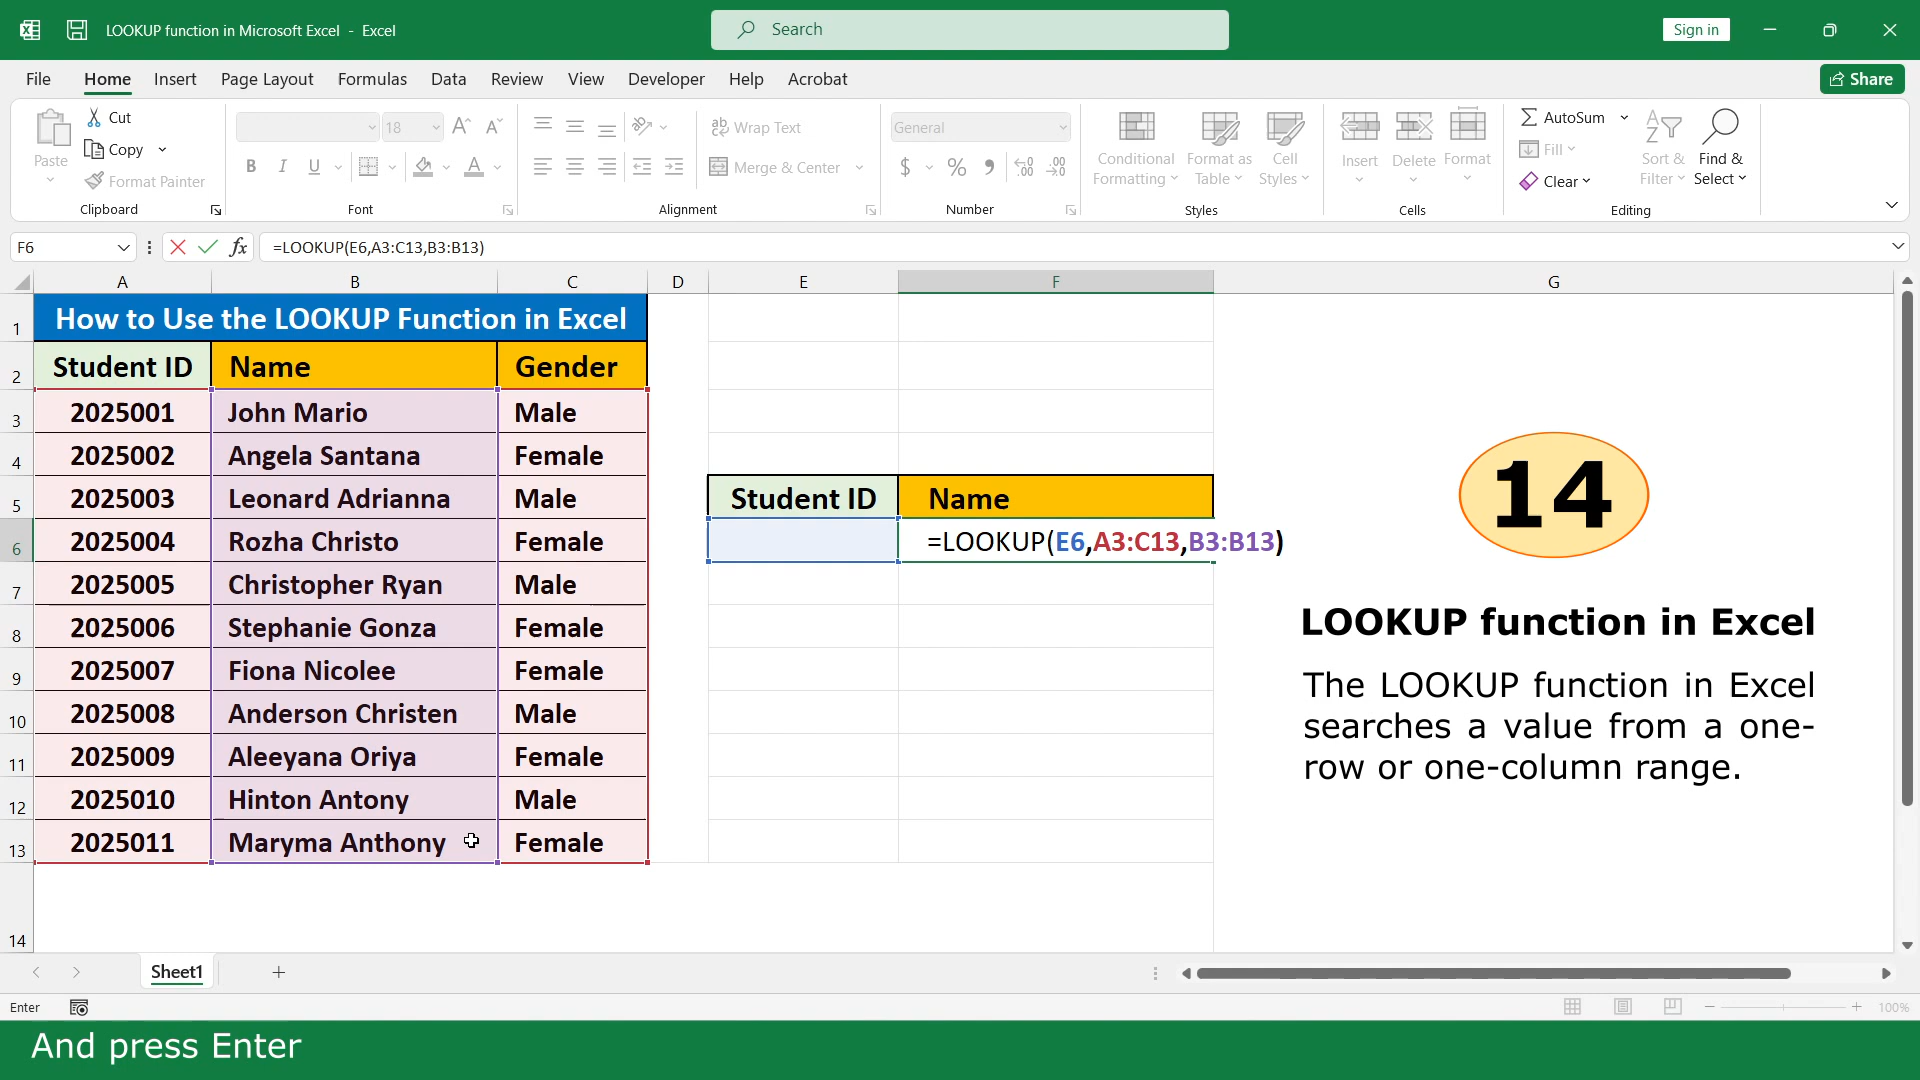 LOOKUP function in Microsoft Excel - Excel
Search
Sign in
File Home Insert Page Layout Formulas Data Review View Developer Help Acrobat
Share
Paste
Cut
Copy
Format Painter
Clipboard
18
B I U
Font
Wrap Text
Merge & Center
Alignment
General
$ % ,
Number
Conditional Formatting
Format as Table
Cell Styles
Styles
Insert
Delete
Format
Cells
AutoSum
Fill
Clear
Sort & Filter
Find & Select
Editing
F6
fx
=LOOKUP(E6,A3:C13,B3:B13)
A B C D E F G
1 How to Use the LOOKUP Function in Excel
2 Student ID Name Gender
3 2025001 John Mario Male
4 2025002 Angela Santana Female
5 2025003 Leonard Adrianna Male Student ID Name
6 2025004 Rozha Christo Female =LOOKUP(E6,A3:C13,B3:B13)
7 2025005 Christopher Ryan Male
8 2025006 Stephanie Gonza Female
9 2025007 Fiona Nicolee Female
10 2025008 Anderson Christen Male
11 2025009 Aleeyana Oriya Female
12 2025010 Hinton Antony Male
13 2025011 Maryma Anthony Female
14
14
LOOKUP function in Excel
The LOOKUP function in Excel
searches a value from a one-
row or one-column range.
Sheet1
Enter
100%
And press Enter